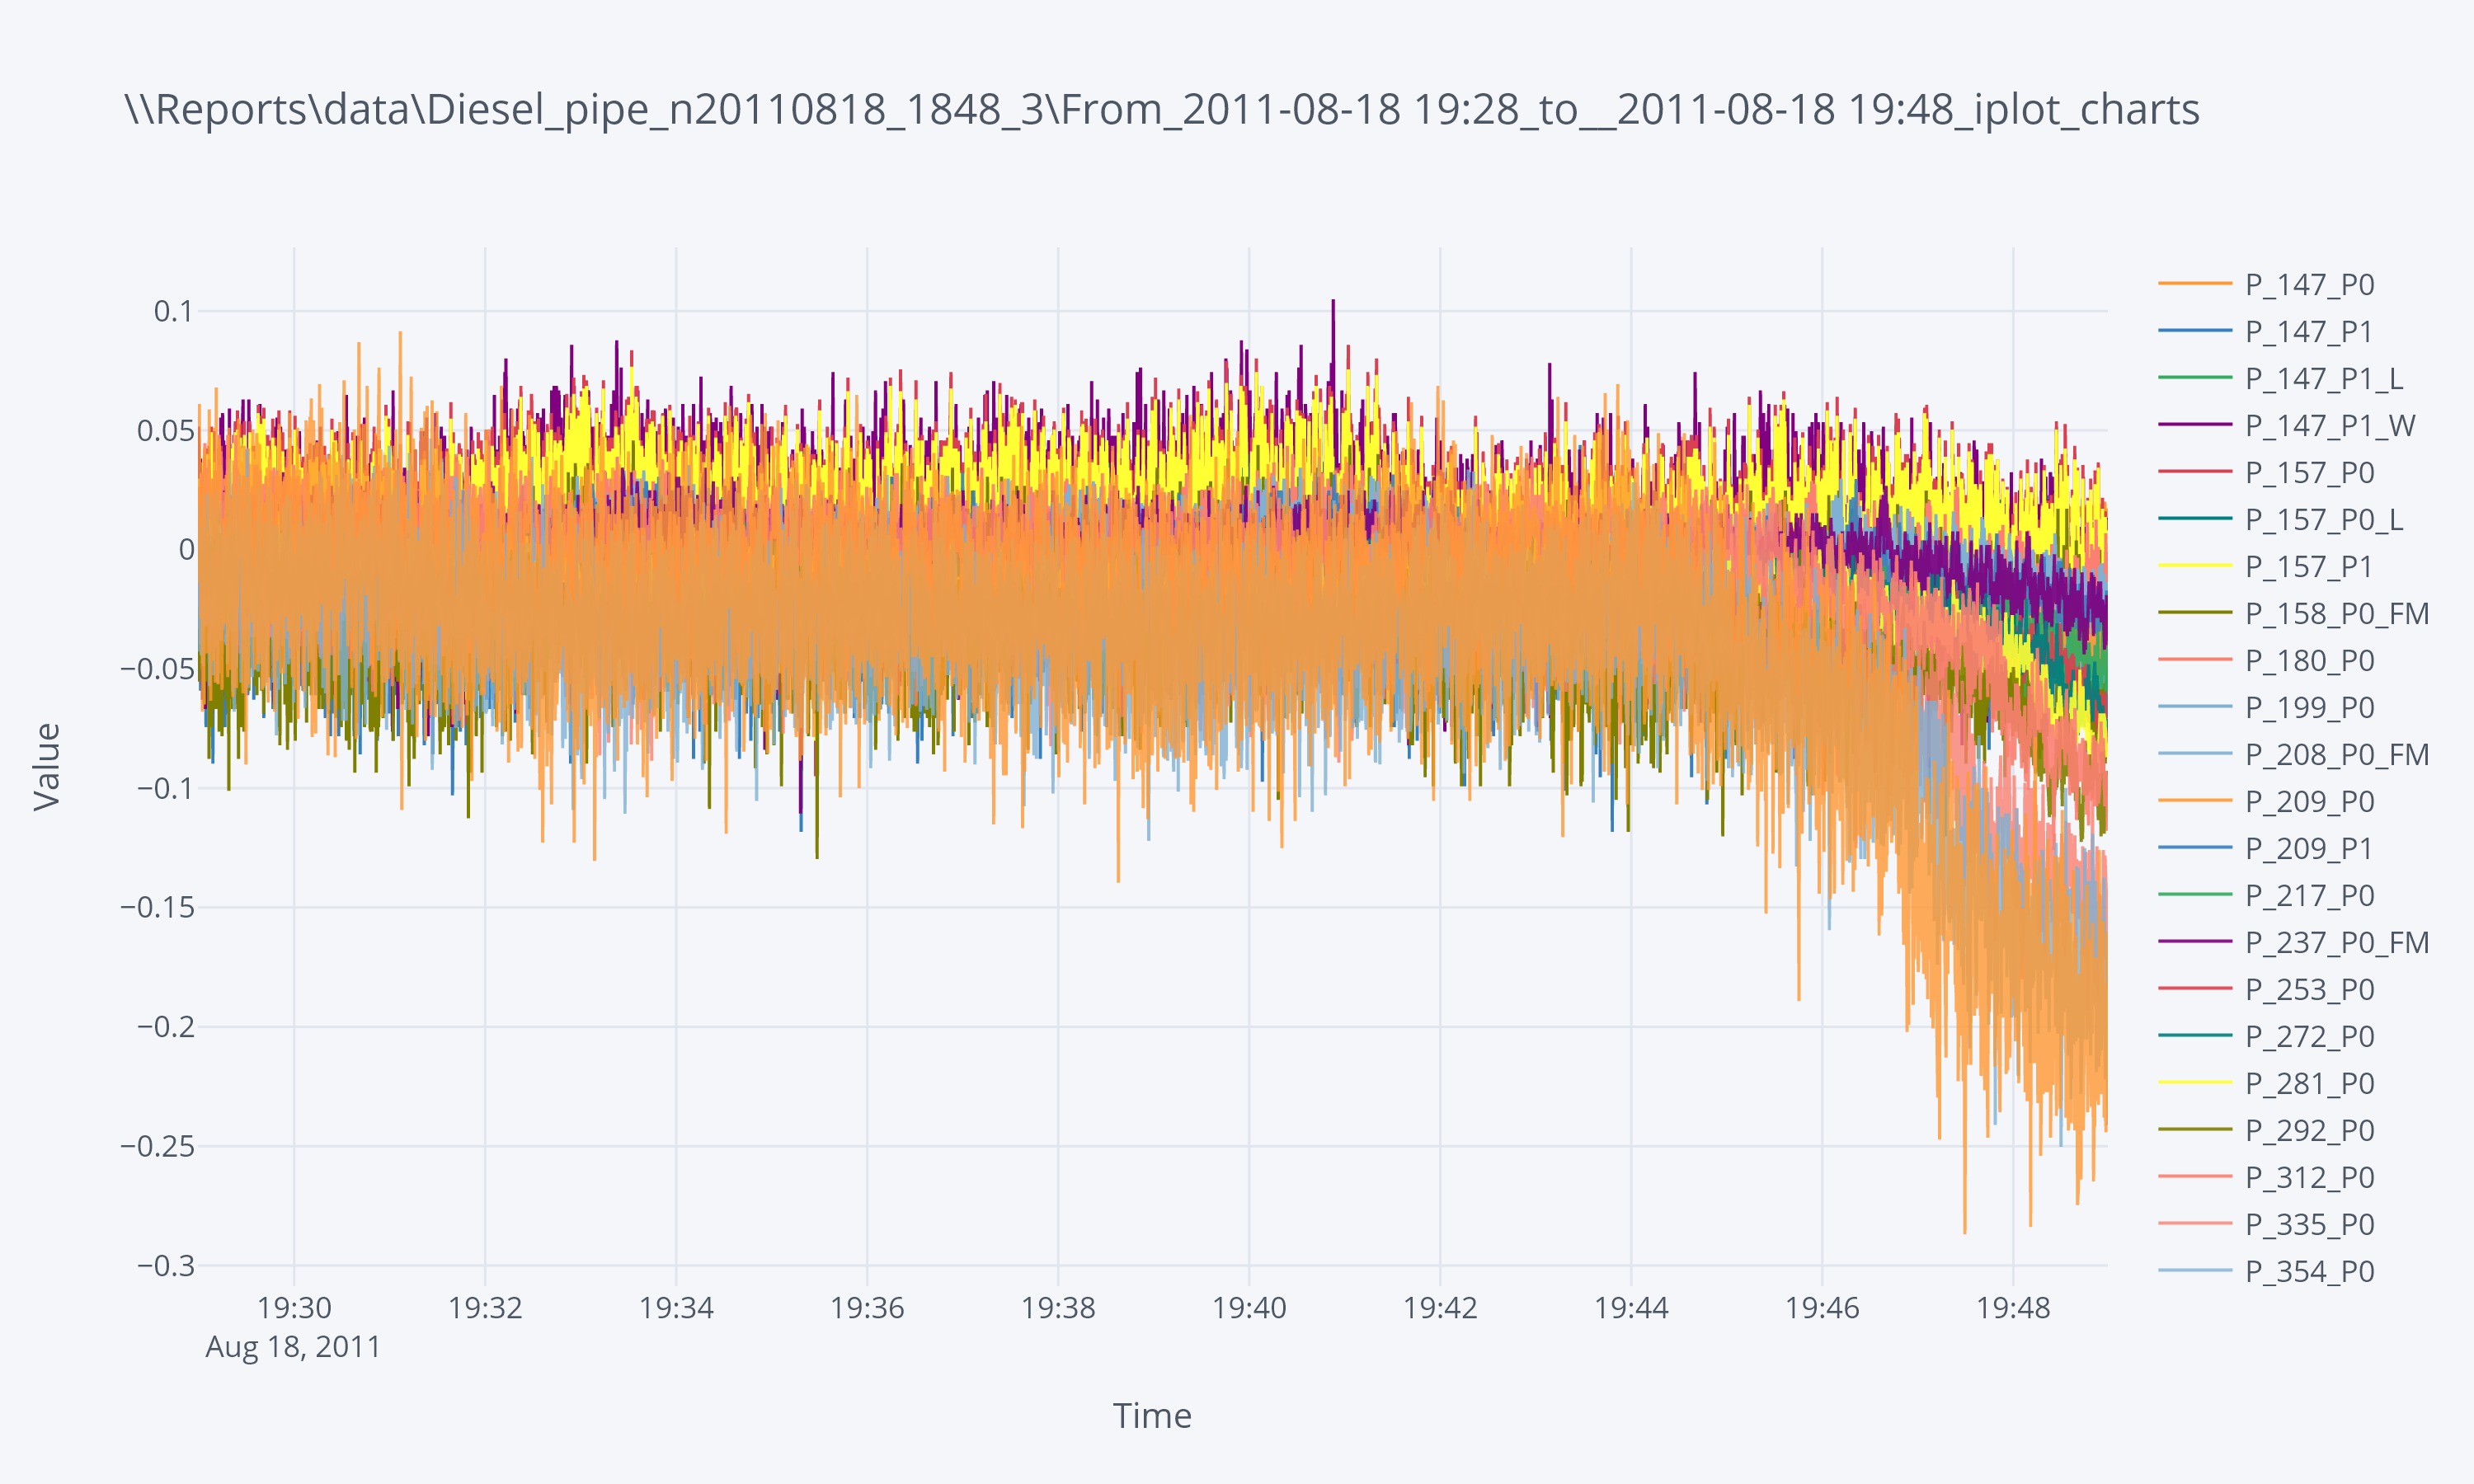 \\Reports\data\Diesel_pipe_n20110818_1848_3\From_2011-08-18 19:28_to__2011-08-18 19:48_iplot_charts
0.1
0.05
0
−0.05
−0.1
−0.15
−0.2
−0.25
−0.3
Value
19:30
Aug 18, 2011
19:32
19:34
19:36
19:38
19:40
19:42
19:44
19:46
19:48
Time
P_147_P0
P_147_P1
P_147_P1_L
P_147_P1_W
P_157_P0
P_157_P0_L
P_157_P1
P_158_P0_FM
P_180_P0
P_199_P0
P_208_P0_FM
P_209_P0
P_209_P1
P_217_P0
P_237_P0_FM
P_253_P0
P_272_P0
P_281_P0
P_292_P0
P_312_P0
P_335_P0
P_354_P0